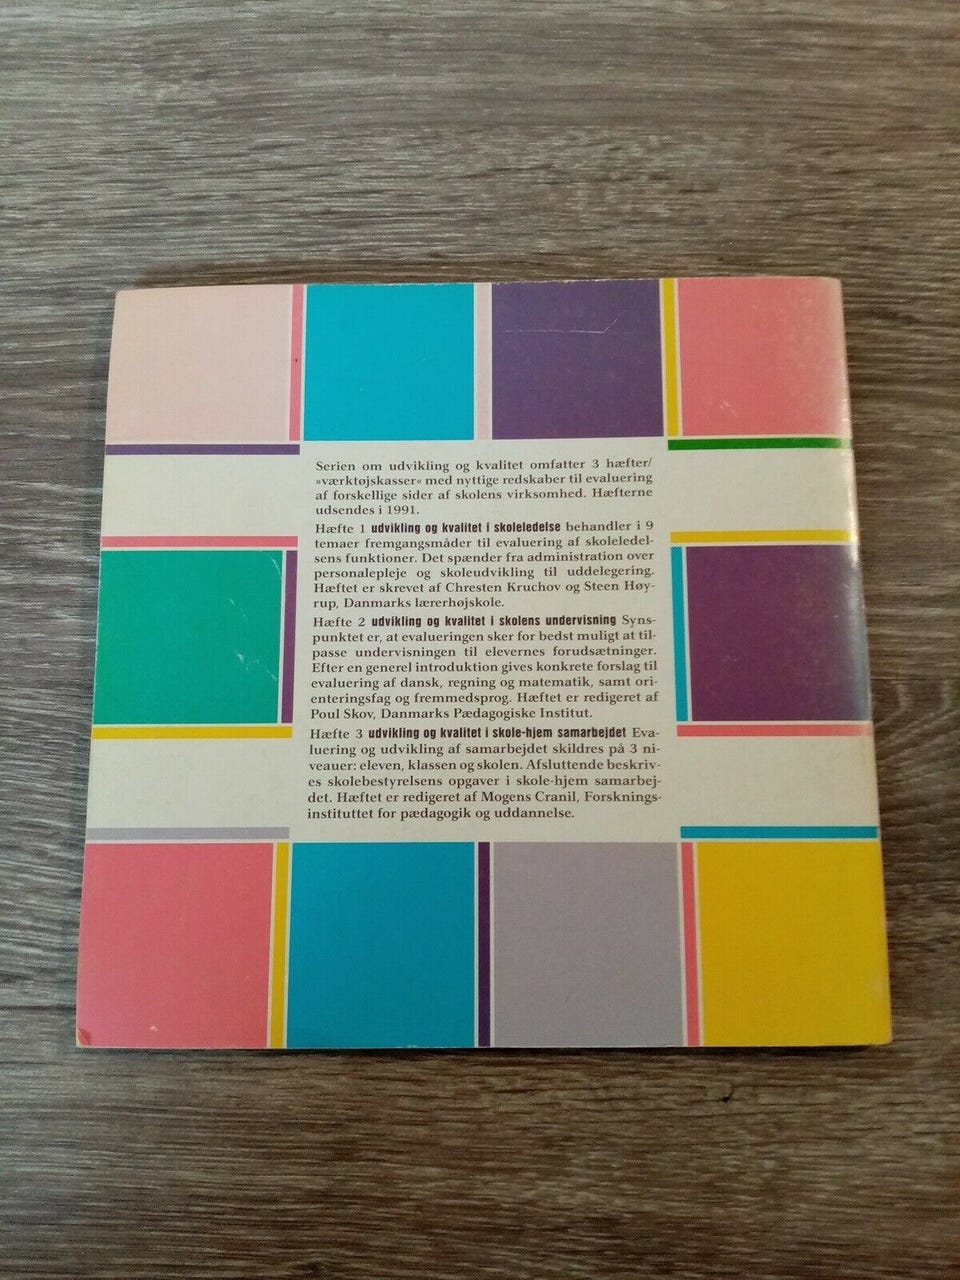 Serien om udvikling og kvalitet omfatter 3 hæfter/
»værktøjskasser« med nyttige redskaber til evaluering
af forskellige sider af skolens virksomhed. Hæfterne
udsendes i 1991.
Hæfte 1 udvikling og kvalitet i skoleledelse behandler i 9
temaer fremgangsmåder til evaluering af skoleledel-
sens funktioner. Det spænder fra administration over
personalepleje og skoleudvikling til uddelegering.
Hæftet er skrevet af Chresten Kruchov og Steen Høy-
rup, Danmarks lærerhøjskole.
Hæfte 2 udvikling og kvalitet i skolens undervisning Syns-
punktet er, at evalueringen sker for bedst muligt at til-
passe undervisningen til elevernes forudsætninger.
Efter en generel introduktion gives konkrete forslag til
evaluering af dansk, regning og matematik, samt ori-
enteringsfag og fremmedsprog. Hæftet er redigeret af
Poul Skov, Danmarks Pædagogiske Institut.
Hæfte 3 udvikling og kvalitet i skole-hjem samarbejdet Eva-
luering og udvikling af samarbejdet skildres på 3 ni-
veauer: eleven, klassen og skolen. Afsluttende beskriv-
es skolebestyrelsens opgaver i skole-hjem samarbej-
det. Hæftet er redigeret af Mogens Cranil, Forsknings-
instituttet for pædagogik og uddannelse.